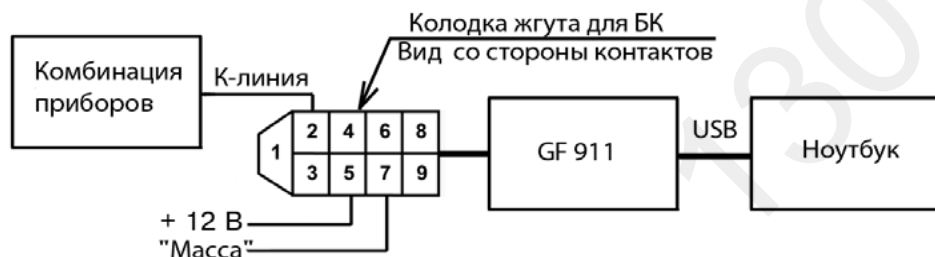 Колодка жгута для БК
Вид со стороны контактов
Комбинация
приборов
К-линия
2 4 6 8
1
3 5 7 9
GF 911
USB
Ноутбук
+ 12 В
"Масса"
130